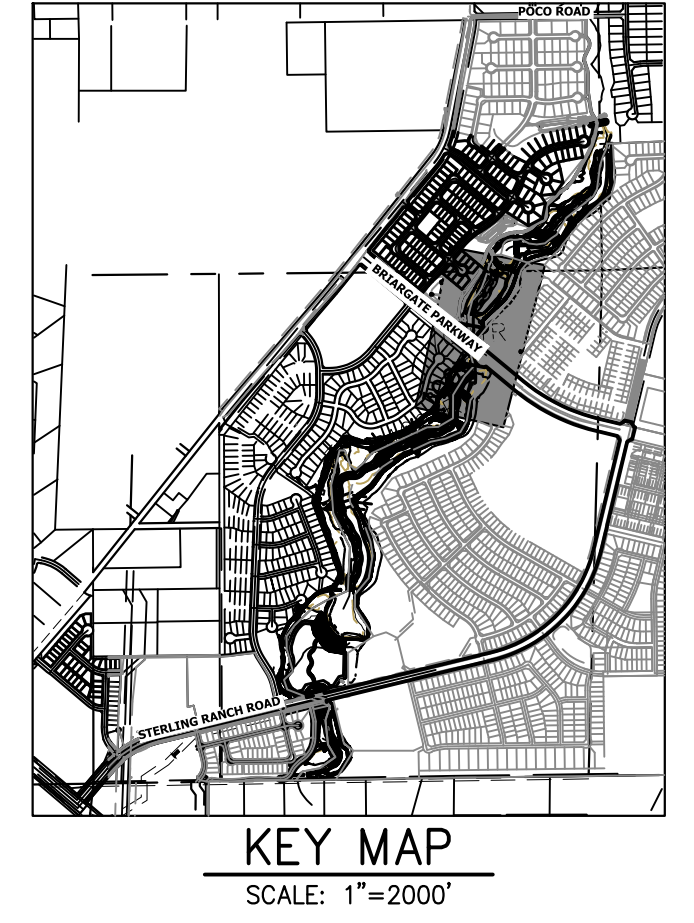 POCO ROAD
BRIARGATE PARKWAY
R
STERLING RANCH ROAD
KEY MAP
SCALE: 1"=2000'